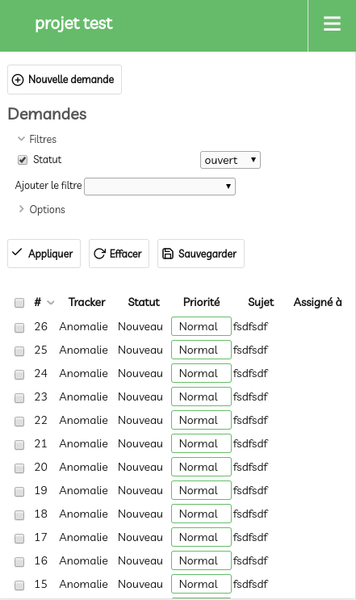 projet test
Nouvelle demande
Demandes
Filtres
Statut ouvert
Ajouter le filtre
Options
Appliquer Effacer Sauvegarder
# Tracker Statut Priorité Sujet Assigné à
26 Anomalie Nouveau Normal fsdfsdf
25 Anomalie Nouveau Normal fsdfsdf
24 Anomalie Nouveau Normal fsdfsdf
23 Anomalie Nouveau Normal fsdfsdf
22 Anomalie Nouveau Normal fsdfsdf
21 Anomalie Nouveau Normal fsdfsdf
20 Anomalie Nouveau Normal fsdfsdf
19 Anomalie Nouveau Normal fsdfsdf
18 Anomalie Nouveau Normal fsdfsdf
17 Anomalie Nouveau Normal fsdfsdf
16 Anomalie Nouveau Normal fsdfsdf
15 Anomalie Nouveau Normal fsdfsdf